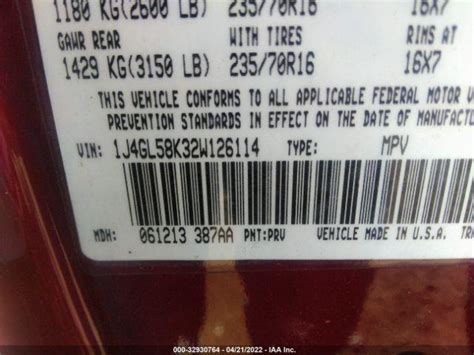 1180 KG(2600 LB) 235/70R16 16X7
GAWR REAR WITH TIRES RIMS AT
1429 KG(3150 LB) 235/70R16 16X7
THIS VEHICLE CONFORMS TO ALL APPLICABLE FEDERAL MOTOR
PREVENTION STANDARDS IN EFFECT ON THE DATE OF MANUFACTUR
VIN: 1J4GL58K32W126114 TYPE: MPV
MDH: 061213 387AA PNT:PRV VEHICLE MADE IN U.S.A. TR
000-32930764 - 04/21/2022 - IAA Inc.